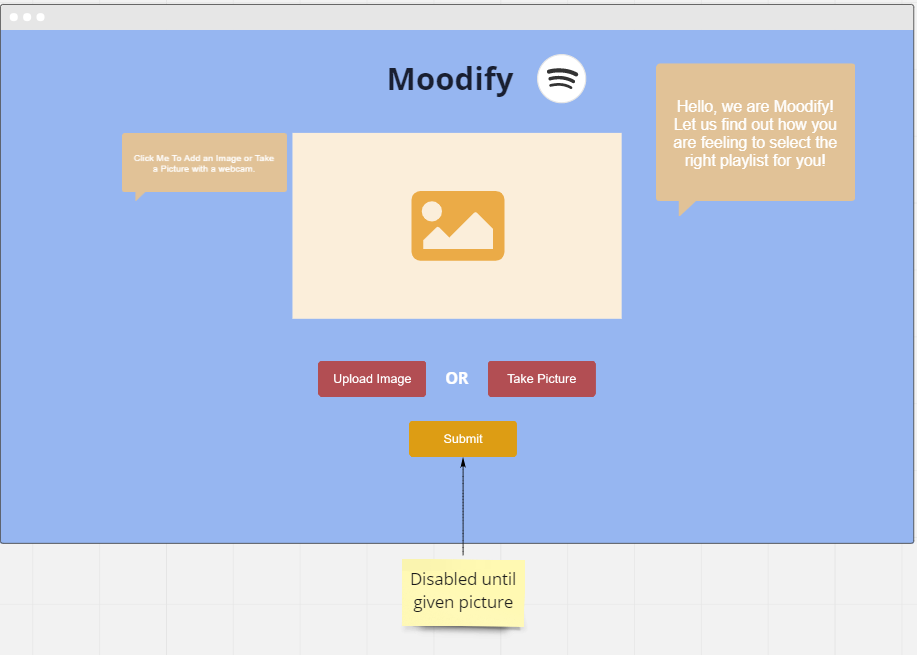 Moodify
Hello, we are Moodify!
Let us find out how you
are feeling to select the
right playlist for you!
Click Me To Add an Image or Take
a Picture with a webcam.
Upload Image
OR
Take Picture
Submit
Disabled until
given picture